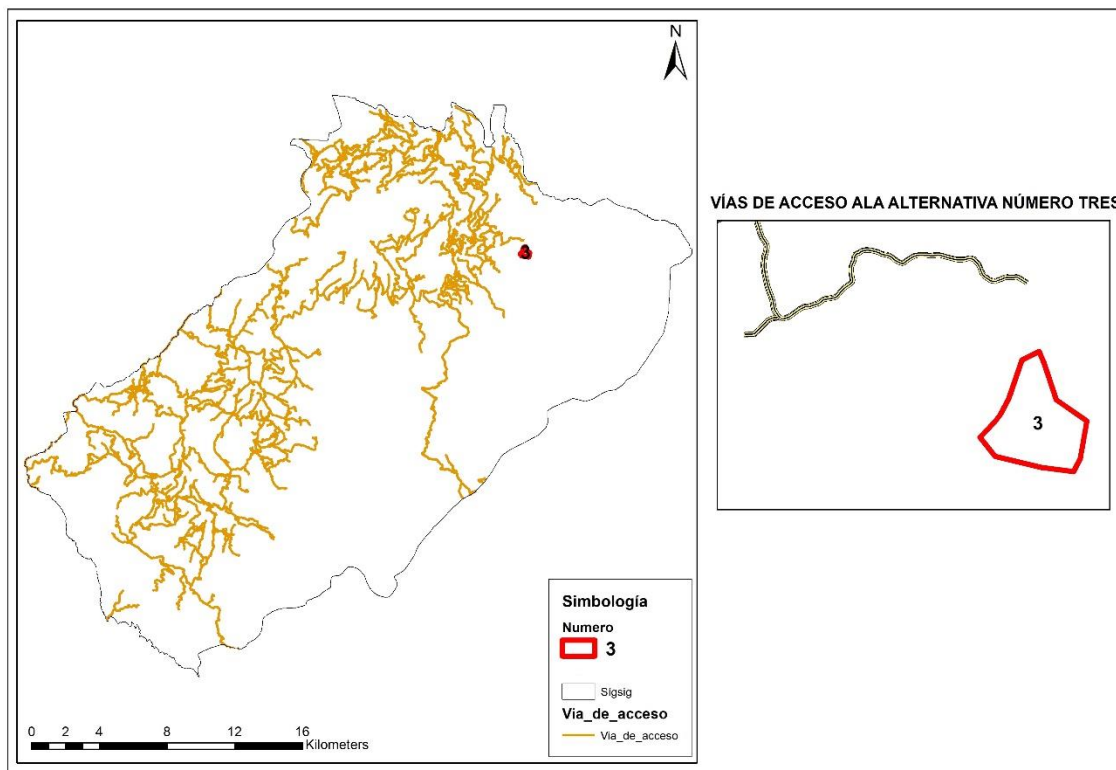 N
VÍAS DE ACCESO ALA ALTERNATIVA NÚMERO TRES
3
Simbología
Numero
3
Sigsig
Via_de_acceso
Via_de_acceso
0 2 4 8 12 16
Kilometers